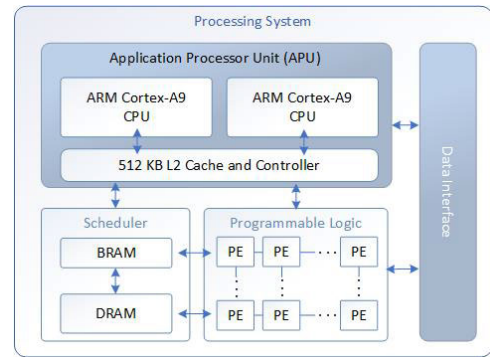 Processing System
Application Processor Unit (APU)
ARM Cortex-A9
CPU
ARM Cortex-A9
CPU
512 KB L2 Cache and Controller
Data Interface
Scheduler
BRAM
DRAM
Programmable Logic
PE PE ··· PE
PE PE ··· PE